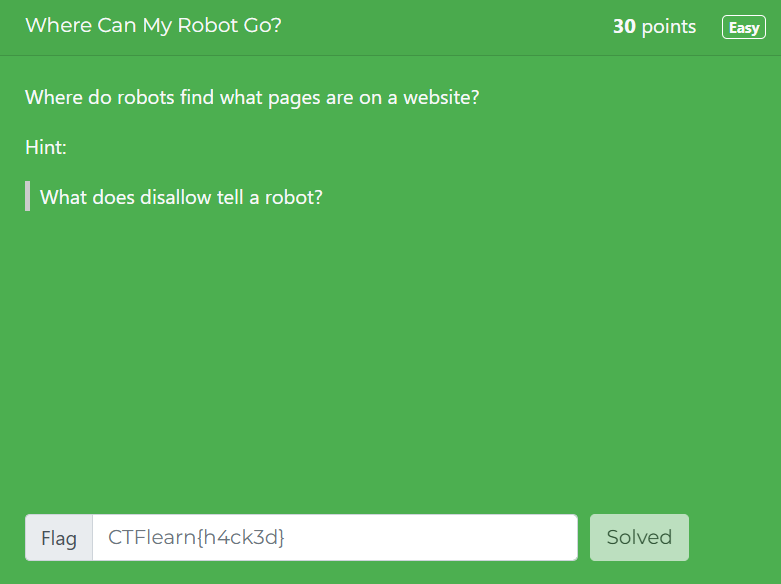 Where Can My Robot Go?
30 points
Easy
Where do robots find what pages are on a website?
Hint:
What does disallow tell a robot?
Flag
CTFlearn{h4ck3d}
Solved